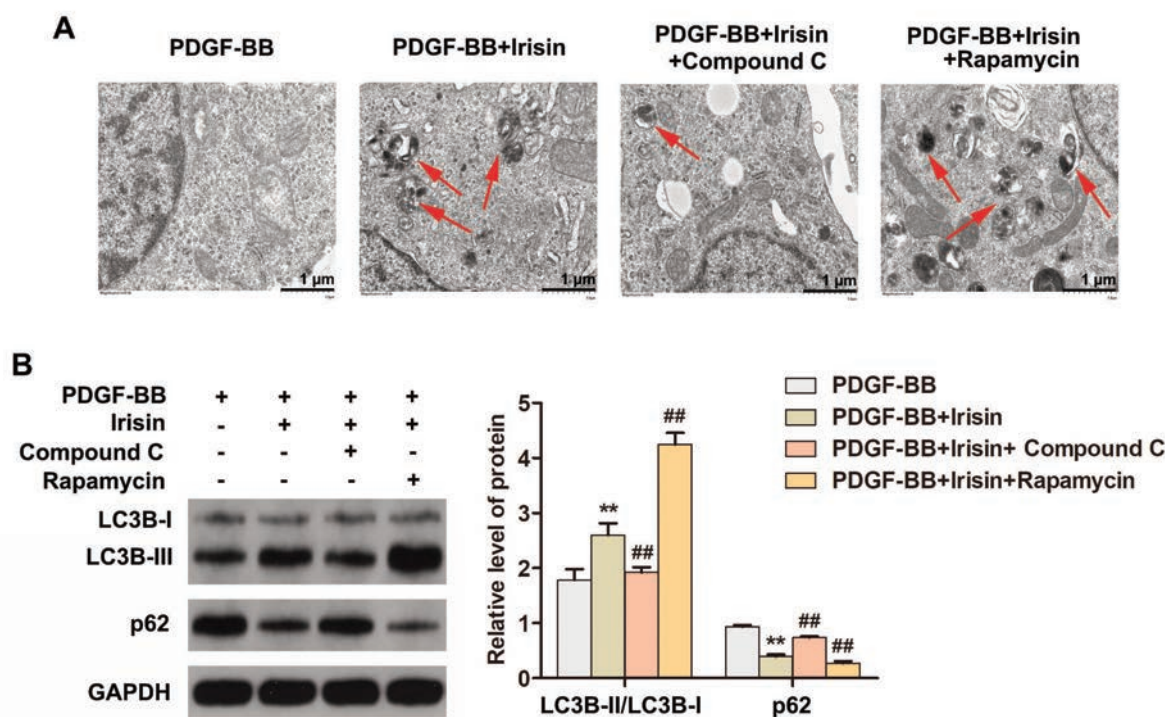 A
PDGF-BB
PDGF-BB+Irisin
PDGF-BB+Irisin
+Compound C
PDGF-BB+Irisin
+Rapamycin
1 μm
1 μm
1 μm
1 μm
B
PDGF-BB + + + +
Irisin - + + +
Compound C - - + -
Rapamycin - - - +
LC3B-I
LC3B-III
p62
GAPDH
Relative level of protein
5
4
3
2
1
0
**
##
##
**
##
##
LC3B-II/LC3B-I
p62
PDGF-BB
PDGF-BB+Irisin
PDGF-BB+Irisin+ Compound C
PDGF-BB+Irisin+Rapamycin